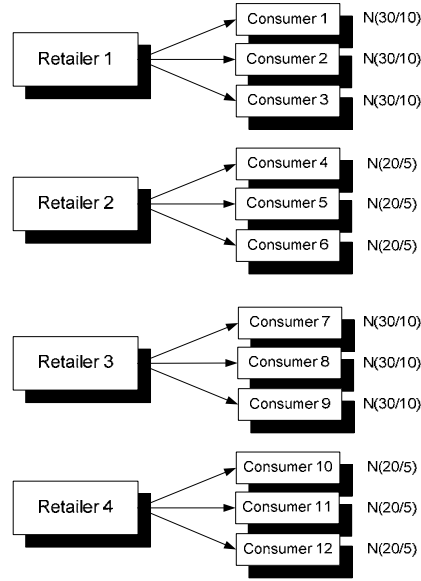 Consumer 1 N(30/10)
Retailer 1 Consumer 2 N(30/10)
Consumer 3 N(30/10)
Consumer 4 N(20/5)
Retailer 2 Consumer 5 N(20/5)
Consumer 6 N(20/5)
Consumer 7 N(30/10)
Retailer 3 Consumer 8 N(30/10)
Consumer 9 N(30/10)
Consumer 10 N(20/5)
Retailer 4 Consumer 11 N(20/5)
Consumer 12 N(20/5)